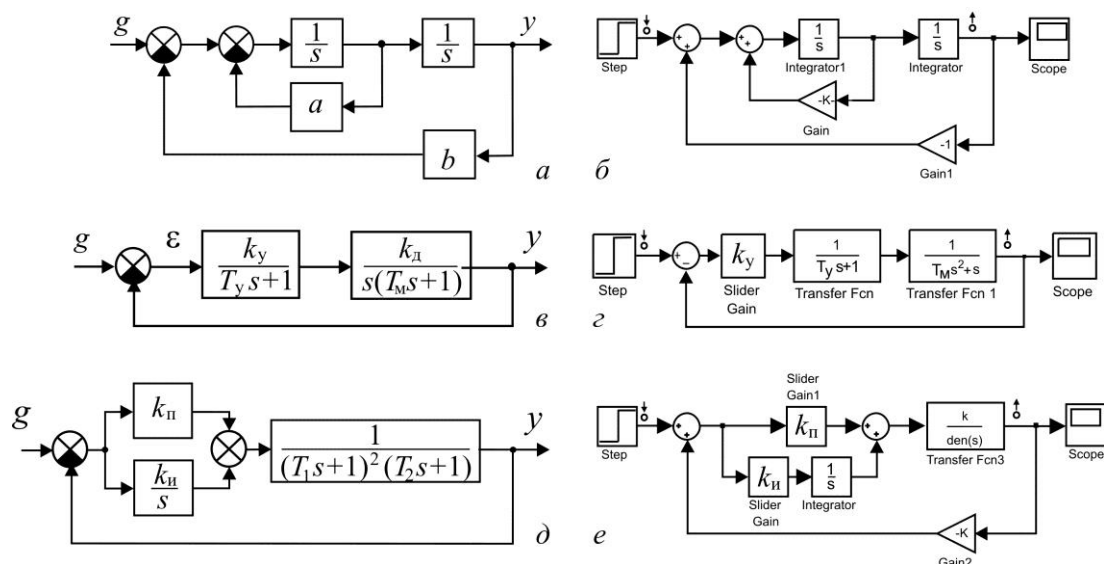 g
1
s
1
s
y
a
b
а
Step
1
s
Integrator1
1
s
Integrator
Scope
-K-
Gain
-1
Gain1
б
g
ε
kу
Tуs+1
kд
s(Tмs+1)
y
в
Step
kу
Slider
Gain
1
Tуs+1
Transfer Fcn
1
Tмs²+s
Transfer Fcn 1
Scope
г
g
kп
kи
s
1
(T₁s+1)²(T₂s+1)
y
д
Step
Slider
Gain1
kп
kи
Slider
Gain
1
s
Integrator
k
den(s)
Transfer Fcn3
Scope
-K
Gain2
е